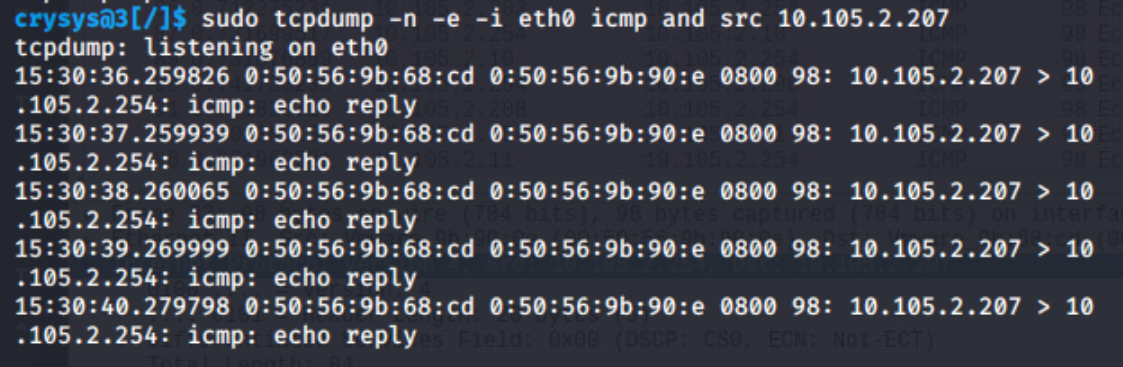 crysys@3[/]$ sudo tcpdump -n -e -i eth0 icmp and src 10.105.2.207
tcpdump: listening on eth0
15:30:36.259826 0:50:56:9b:68:cd 0:50:56:9b:90:e 0800 98: 10.105.2.207 > 10
.105.2.254: icmp: echo reply
15:30:37.259939 0:50:56:9b:68:cd 0:50:56:9b:90:e 0800 98: 10.105.2.207 > 10
.105.2.254: icmp: echo reply
15:30:38.260065 0:50:56:9b:68:cd 0:50:56:9b:90:e 0800 98: 10.105.2.207 > 10
.105.2.254: icmp: echo reply
15:30:39.269999 0:50:56:9b:68:cd 0:50:56:9b:90:e 0800 98: 10.105.2.207 > 10
.105.2.254: icmp: echo reply
15:30:40.279798 0:50:56:9b:68:cd 0:50:56:9b:90:e 0800 98: 10.105.2.207 > 10
.105.2.254: icmp: echo reply